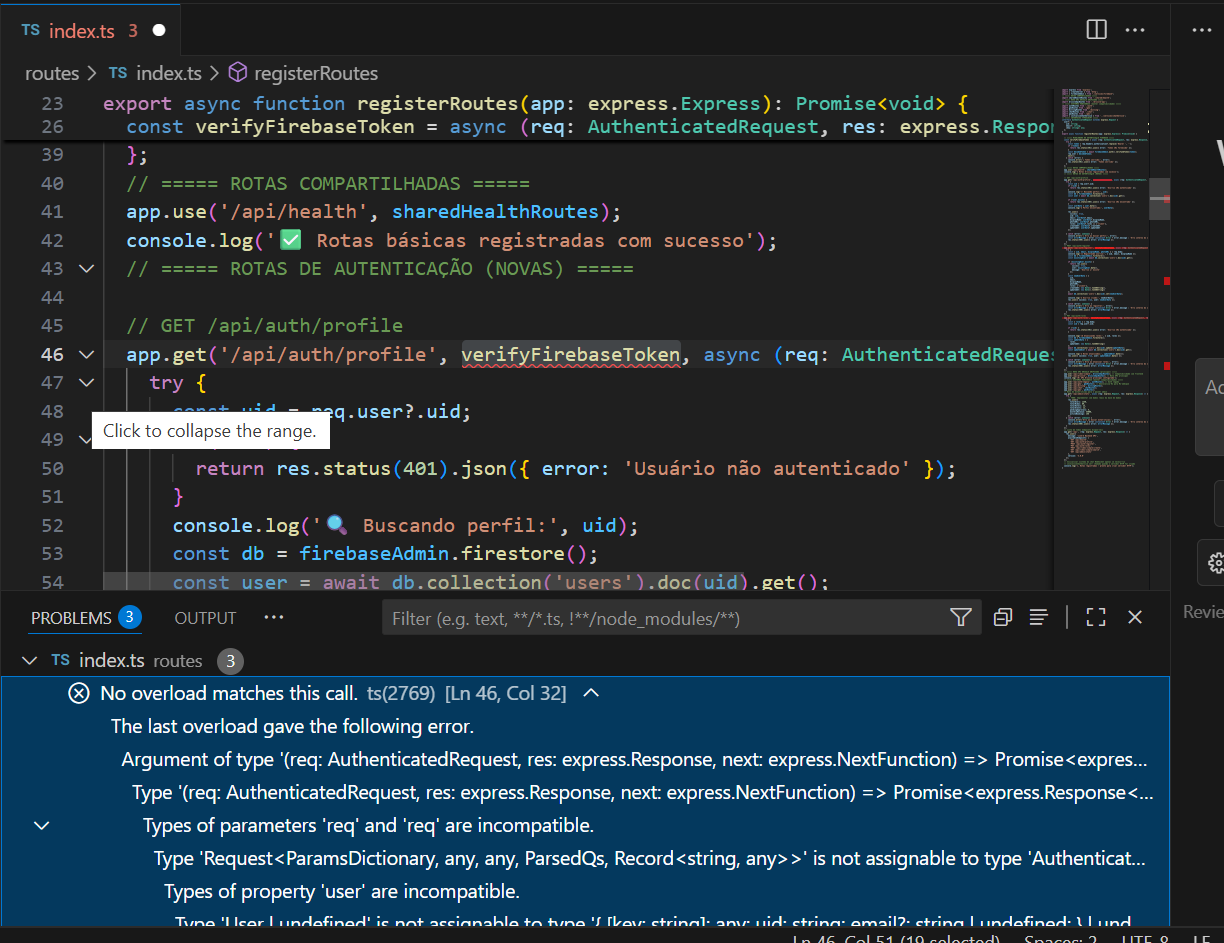 TS index.ts 3
routes > TS index.ts > registerRoutes
23 export async function registerRoutes(app: express.Express): Promise<void> {
26 const verifyFirebaseToken = async (req: AuthenticatedRequest, res: express.Respon
39 };
40 // ===== ROTAS COMPARTILHADAS =====
41 app.use('/api/health', sharedHealthRoutes);
42 console.log('✅ Rotas básicas registradas com sucesso');
43 // ===== ROTAS DE AUTENTICAÇÃO (NOVAS) =====
44
45 // GET /api/auth/profile
46 app.get('/api/auth/profile', verifyFirebaseToken, async (req: AuthenticatedReques
47 try {
48 const uid = req.user?.uid;
49
Click to collapse the range.
50 return res.status(401).json({ error: 'Usuário não autenticado' });
51 }
52 console.log('🔍 Buscando perfil:', uid);
53 const db = firebaseAdmin.firestore();
54 const user = await db.collection('users').doc(uid).get();
PROBLEMS 3 OUTPUT ··· Filter (e.g. text, **/*.ts, !**/node_modules/**)
Revie
TS index.ts routes 3
No overload matches this call. ts(2769) [Ln 46, Col 32]
The last overload gave the following error.
Argument of type '(req: AuthenticatedRequest, res: express.Response, next: express.NextFunction) => Promise<expres...
Type '(req: AuthenticatedRequest, res: express.Response, next: express.NextFunction) => Promise<express.Response<...
Types of parameters 'req' and 'req' are incompatible.
Type 'Request<ParamsDictionary, any, any, ParsedQs, Record<string, any>>' is not assignable to type 'Authenticat...
Types of property 'user' are incompatible.
Type 'User | undefined' is not assignable to type '{ [key: string]: any; uid: string; email?: string | undefined; } | und
Ln 46, Col 51 (19 selected) Spaces: 2 UTF-8 LF